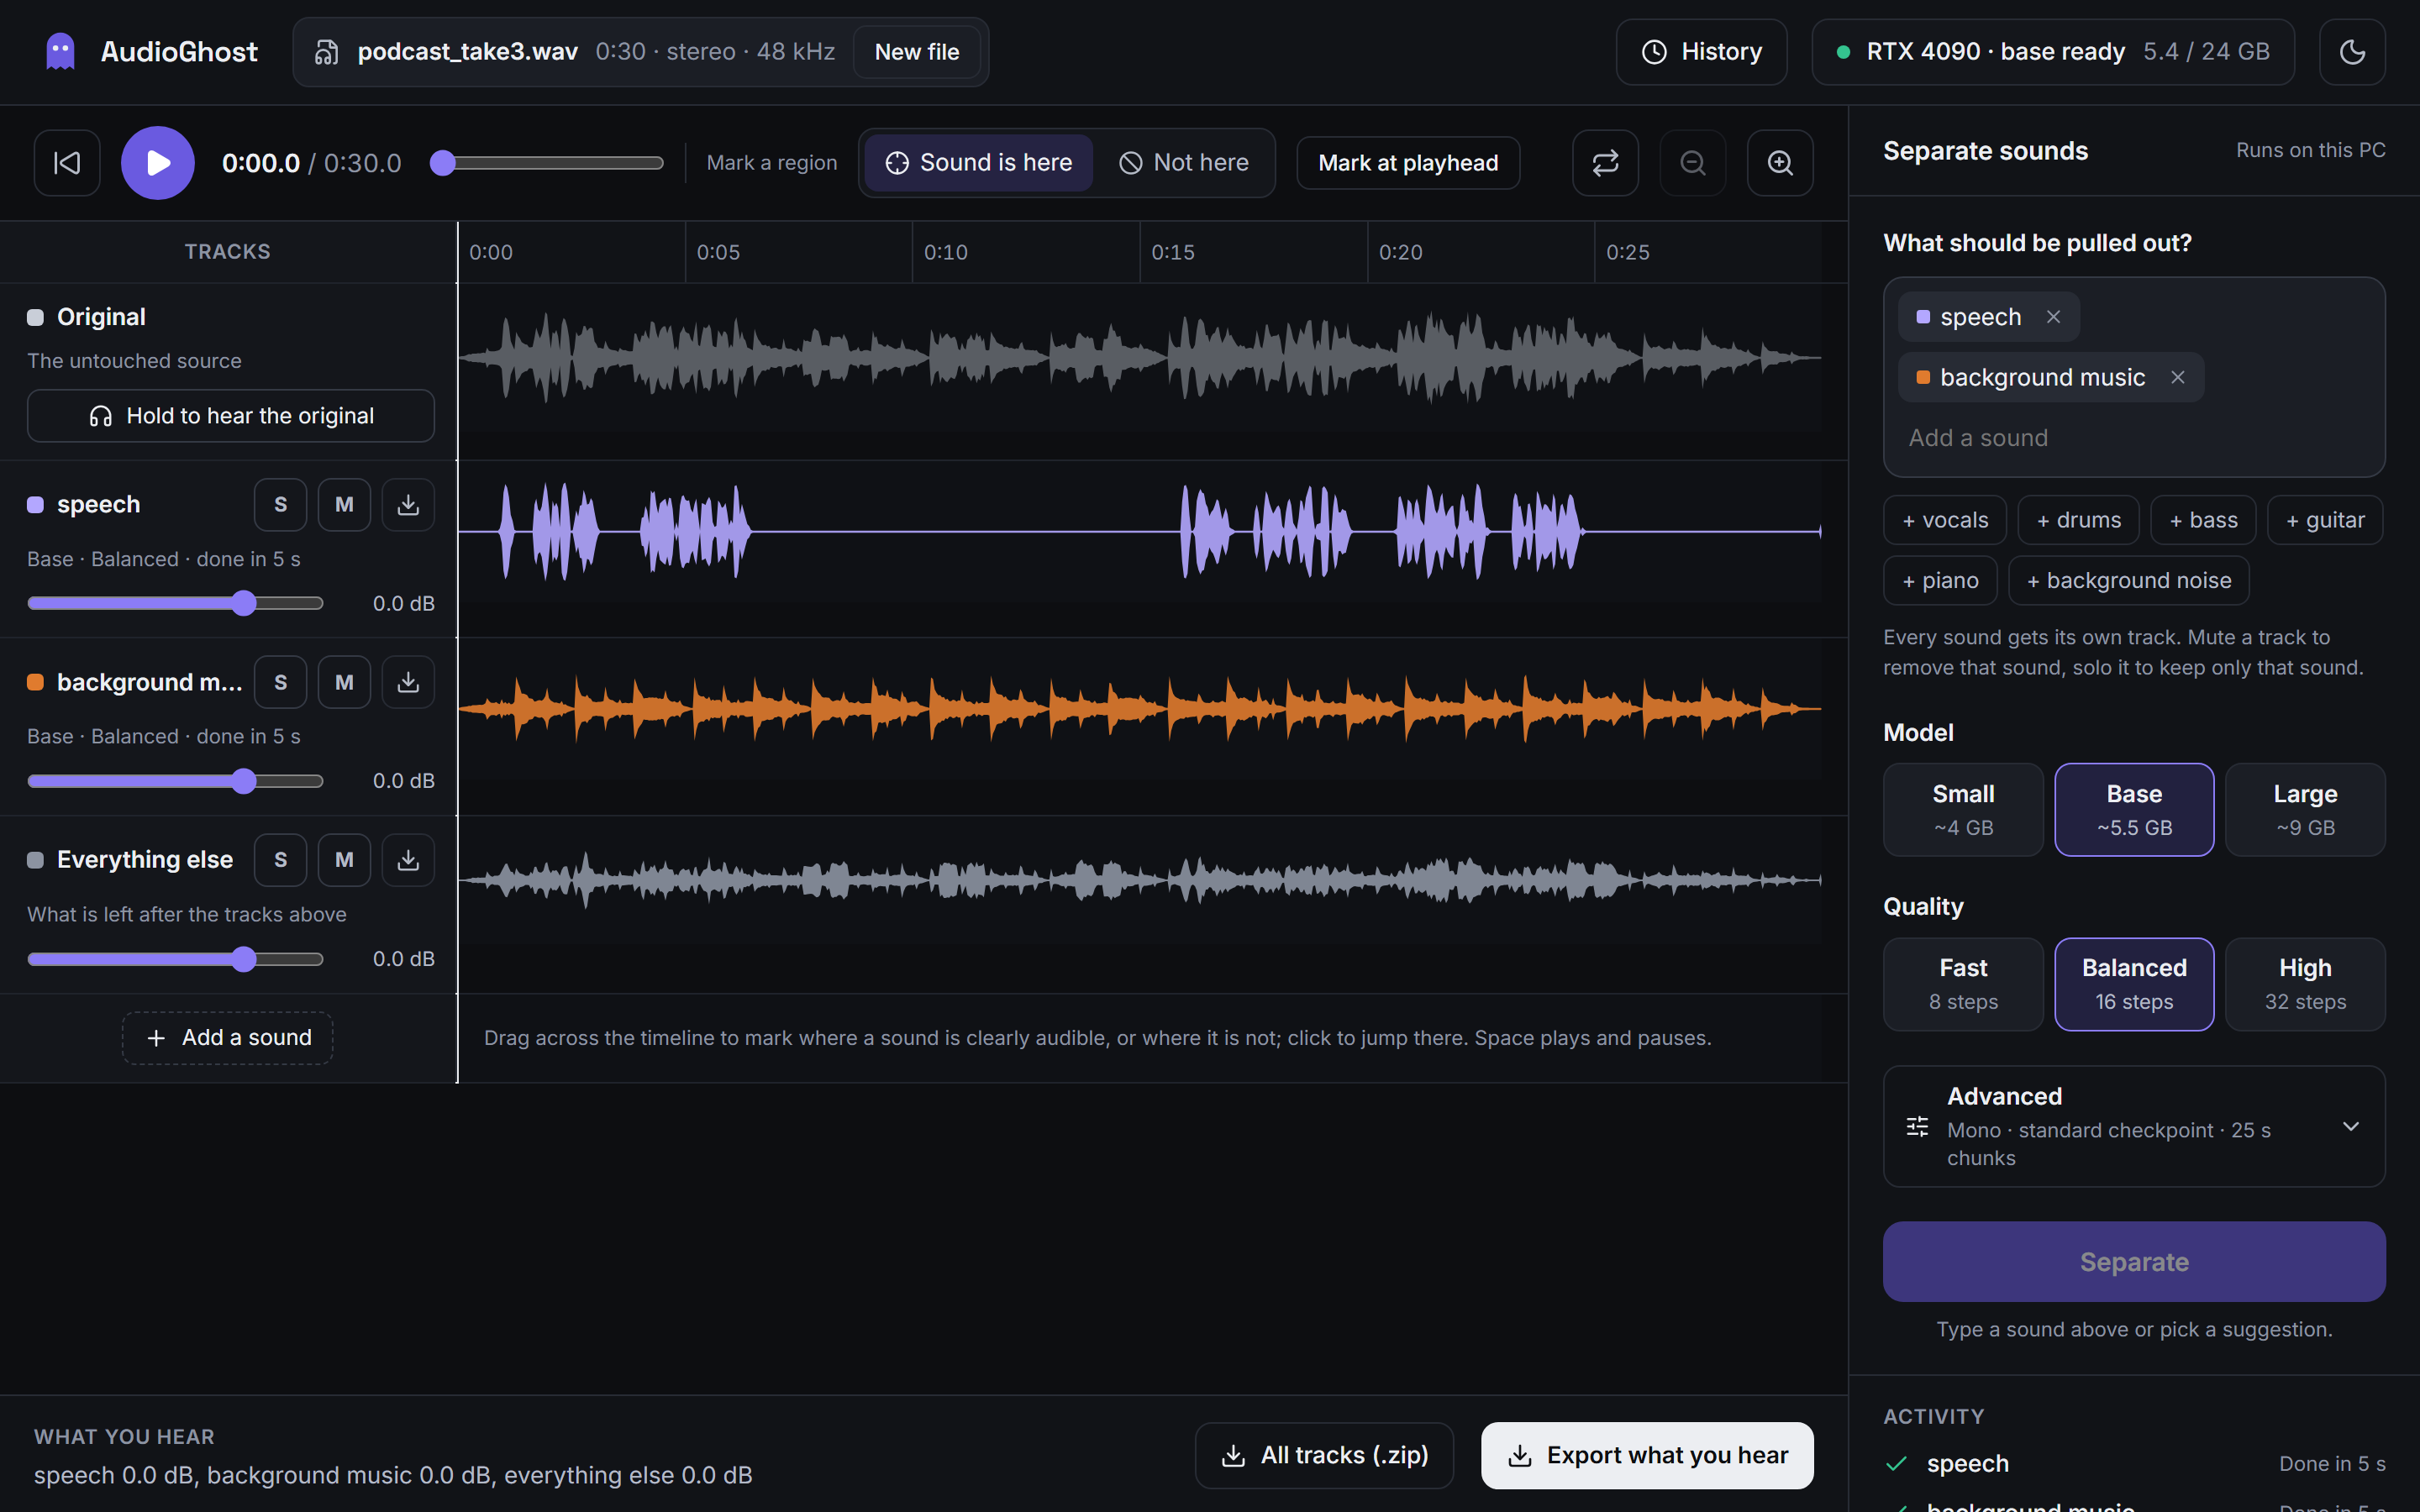 AudioGhost
podcast_take3.wav 0:30 · stereo · 48 kHz New file
History
RTX 4090 · base ready 5.4 / 24 GB
0:00.0 / 0:30.0
Mark a region
Sound is here
Not here
Mark at playhead
TRACKS
0:00 0:05 0:10 0:15 0:20 0:25
Original
The untouched source
Hold to hear the original
speech S M
Base · Balanced · done in 5 s
0.0 dB
background m... S M
Base · Balanced · done in 5 s
0.0 dB
Everything else S M
What is left after the tracks above
0.0 dB
+ Add a sound
Drag across the timeline to mark where a sound is clearly audible, or where it is not; click to jump there. Space plays and pauses.
WHAT YOU HEAR
speech 0.0 dB, background music 0.0 dB, everything else 0.0 dB
All tracks (.zip)
Export what you hear
Separate sounds
Runs on this PC
What should be pulled out?
speech
background music
Add a sound
+ vocals + drums + bass + guitar
+ piano + background noise
Every sound gets its own track. Mute a track to
remove that sound, solo it to keep only that sound.
Model
Small Base Large
~4 GB ~5.5 GB ~9 GB
Quality
Fast Balanced High
8 steps 16 steps 32 steps
Advanced
Mono · standard checkpoint · 25 s
chunks
Separate
Type a sound above or pick a suggestion.
ACTIVITY
speech Done in 5 s
background music Done in 5 s